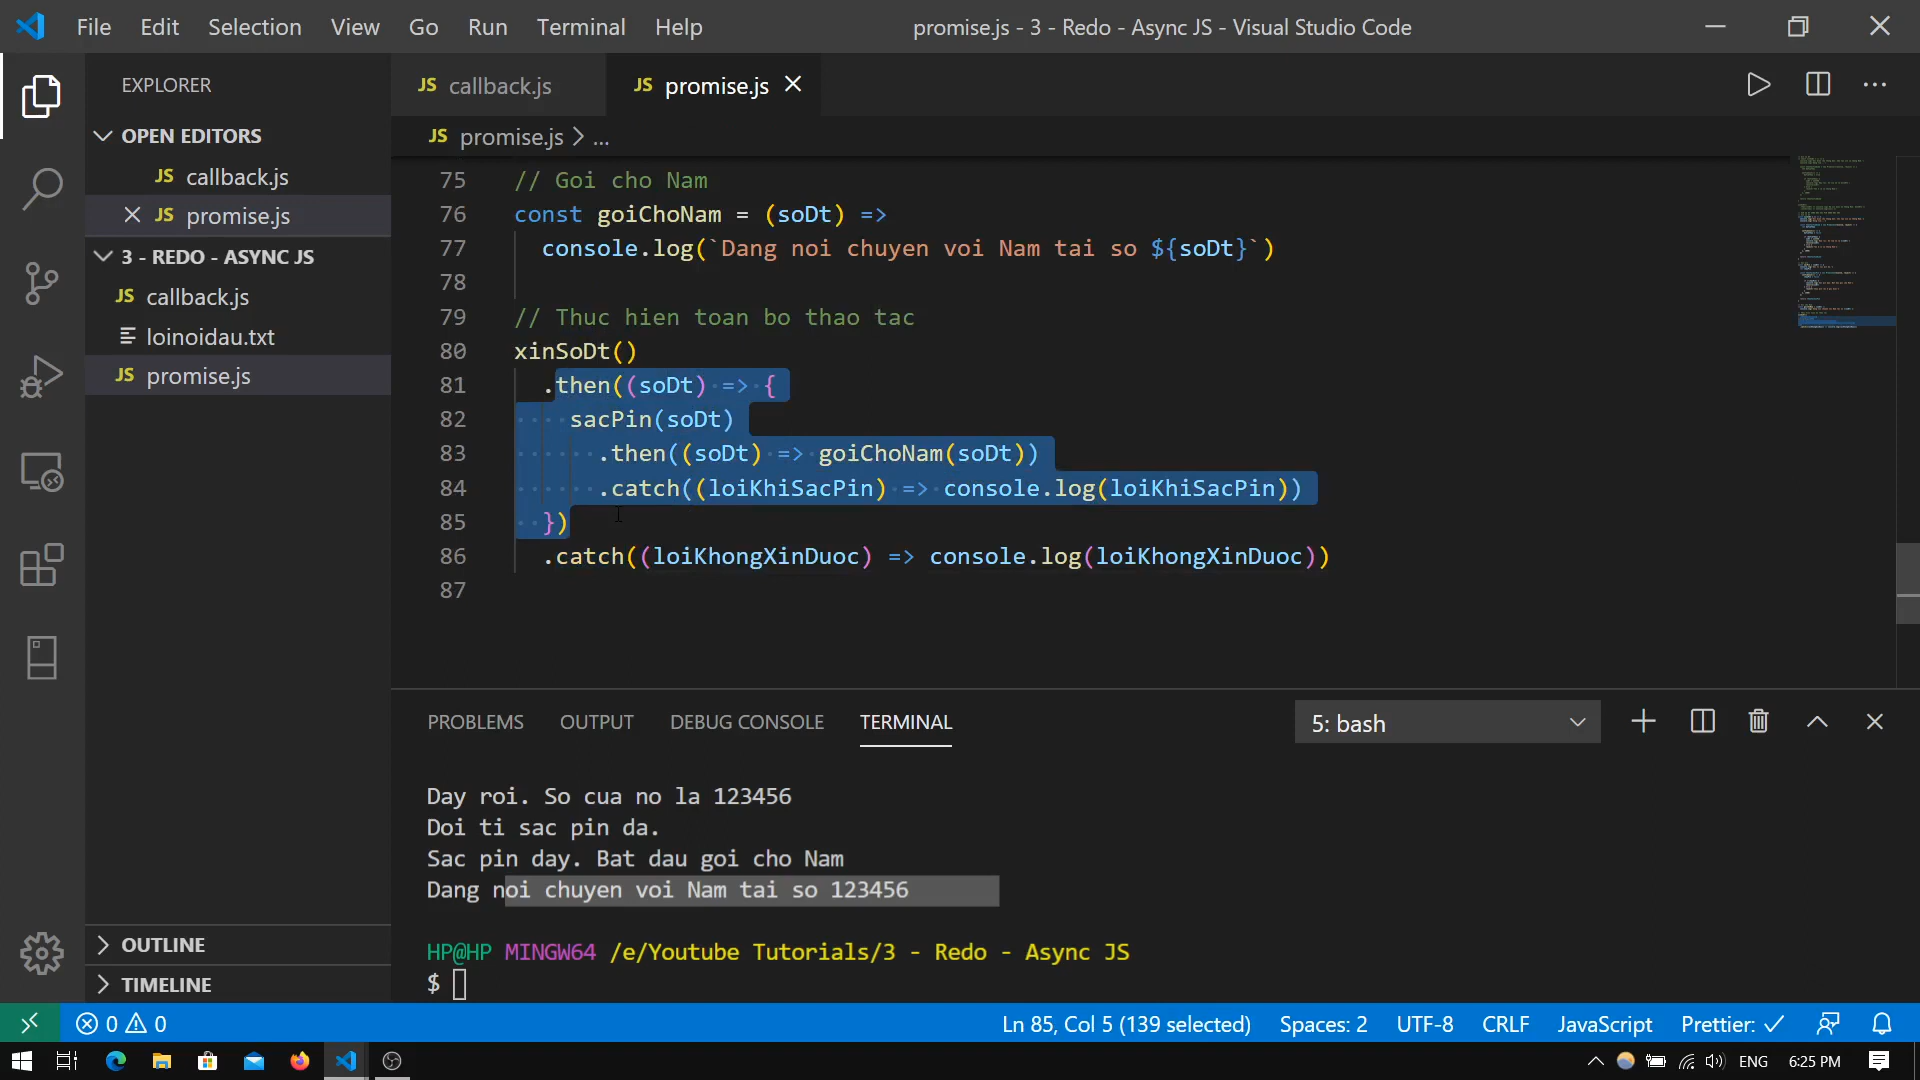 File Edit Selection View Go Run Terminal Help
promise.js - 3 - Redo - Async JS - Visual Studio Code
EXPLORER
OPEN EDITORS
JS callback.js
JS promise.js
3 - REDO - ASYNC JS
JS callback.js
loinoidau.txt
JS promise.js
OUTLINE
TIMELINE
JS callback.js
JS promise.js
JS promise.js > ...
75 // Goi cho Nam
76 const goiChoNam = (soDt) =>
77 console.log(`Dang noi chuyen voi Nam tai so ${soDt}`)
78
79 // Thuc hien toan bo thao tac
80 xinSoDt()
81 .then((soDt) => {
82 sacPin(soDt)
83 .then((soDt) => goiChoNam(soDt))
84 .catch((loiKhiSacPin) => console.log(loiKhiSacPin))
85 })
86 .catch((loiKhongXinDuoc) => console.log(loiKhongXinDuoc))
87
PROBLEMS OUTPUT DEBUG CONSOLE TERMINAL
5: bash
Day roi. So cua no la 123456
Doi ti sac pin da.
Sac pin day. Bat dau goi cho Nam
Dang noi chuyen voi Nam tai so 123456
HP@HP MINGW64 /e/Youtube Tutorials/3 - Redo - Async JS
$
0 0
Ln 85, Col 5 (139 selected) Spaces: 2 UTF-8 CRLF JavaScript Prettier: ✓
ENG 6:25 PM